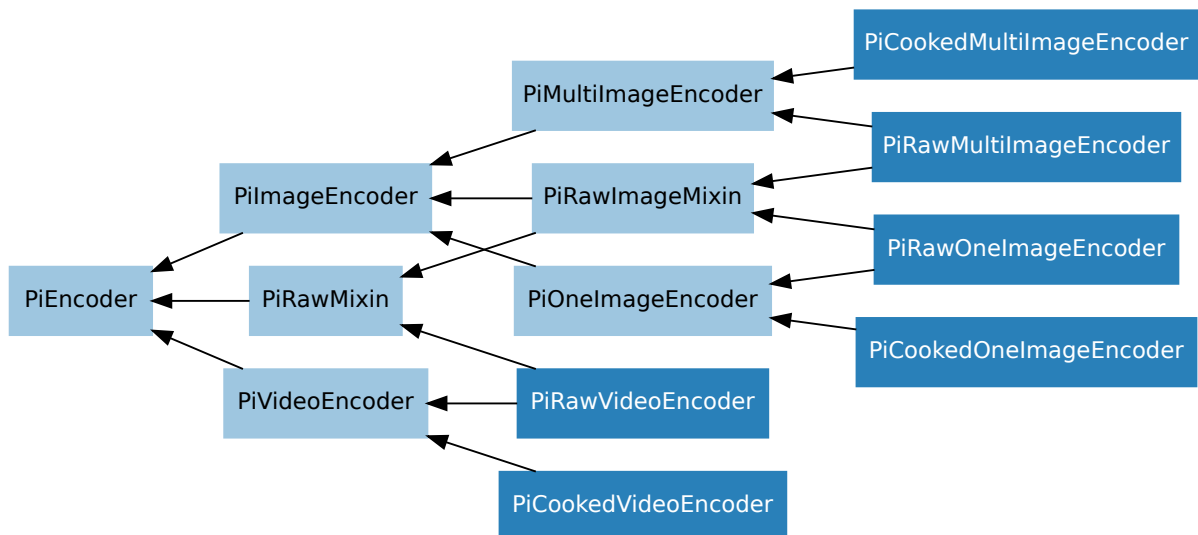 PiCookedMultiImageEncoder
PiMultiImageEncoder
PiRawMultiImageEncoder
PiImageEncoder
PiRawImageMixin
PiRawOneImageEncoder
PiEncoder
PiRawMixin
PiOneImageEncoder
PiCookedOneImageEncoder
PiVideoEncoder
PiRawVideoEncoder
PiCookedVideoEncoder